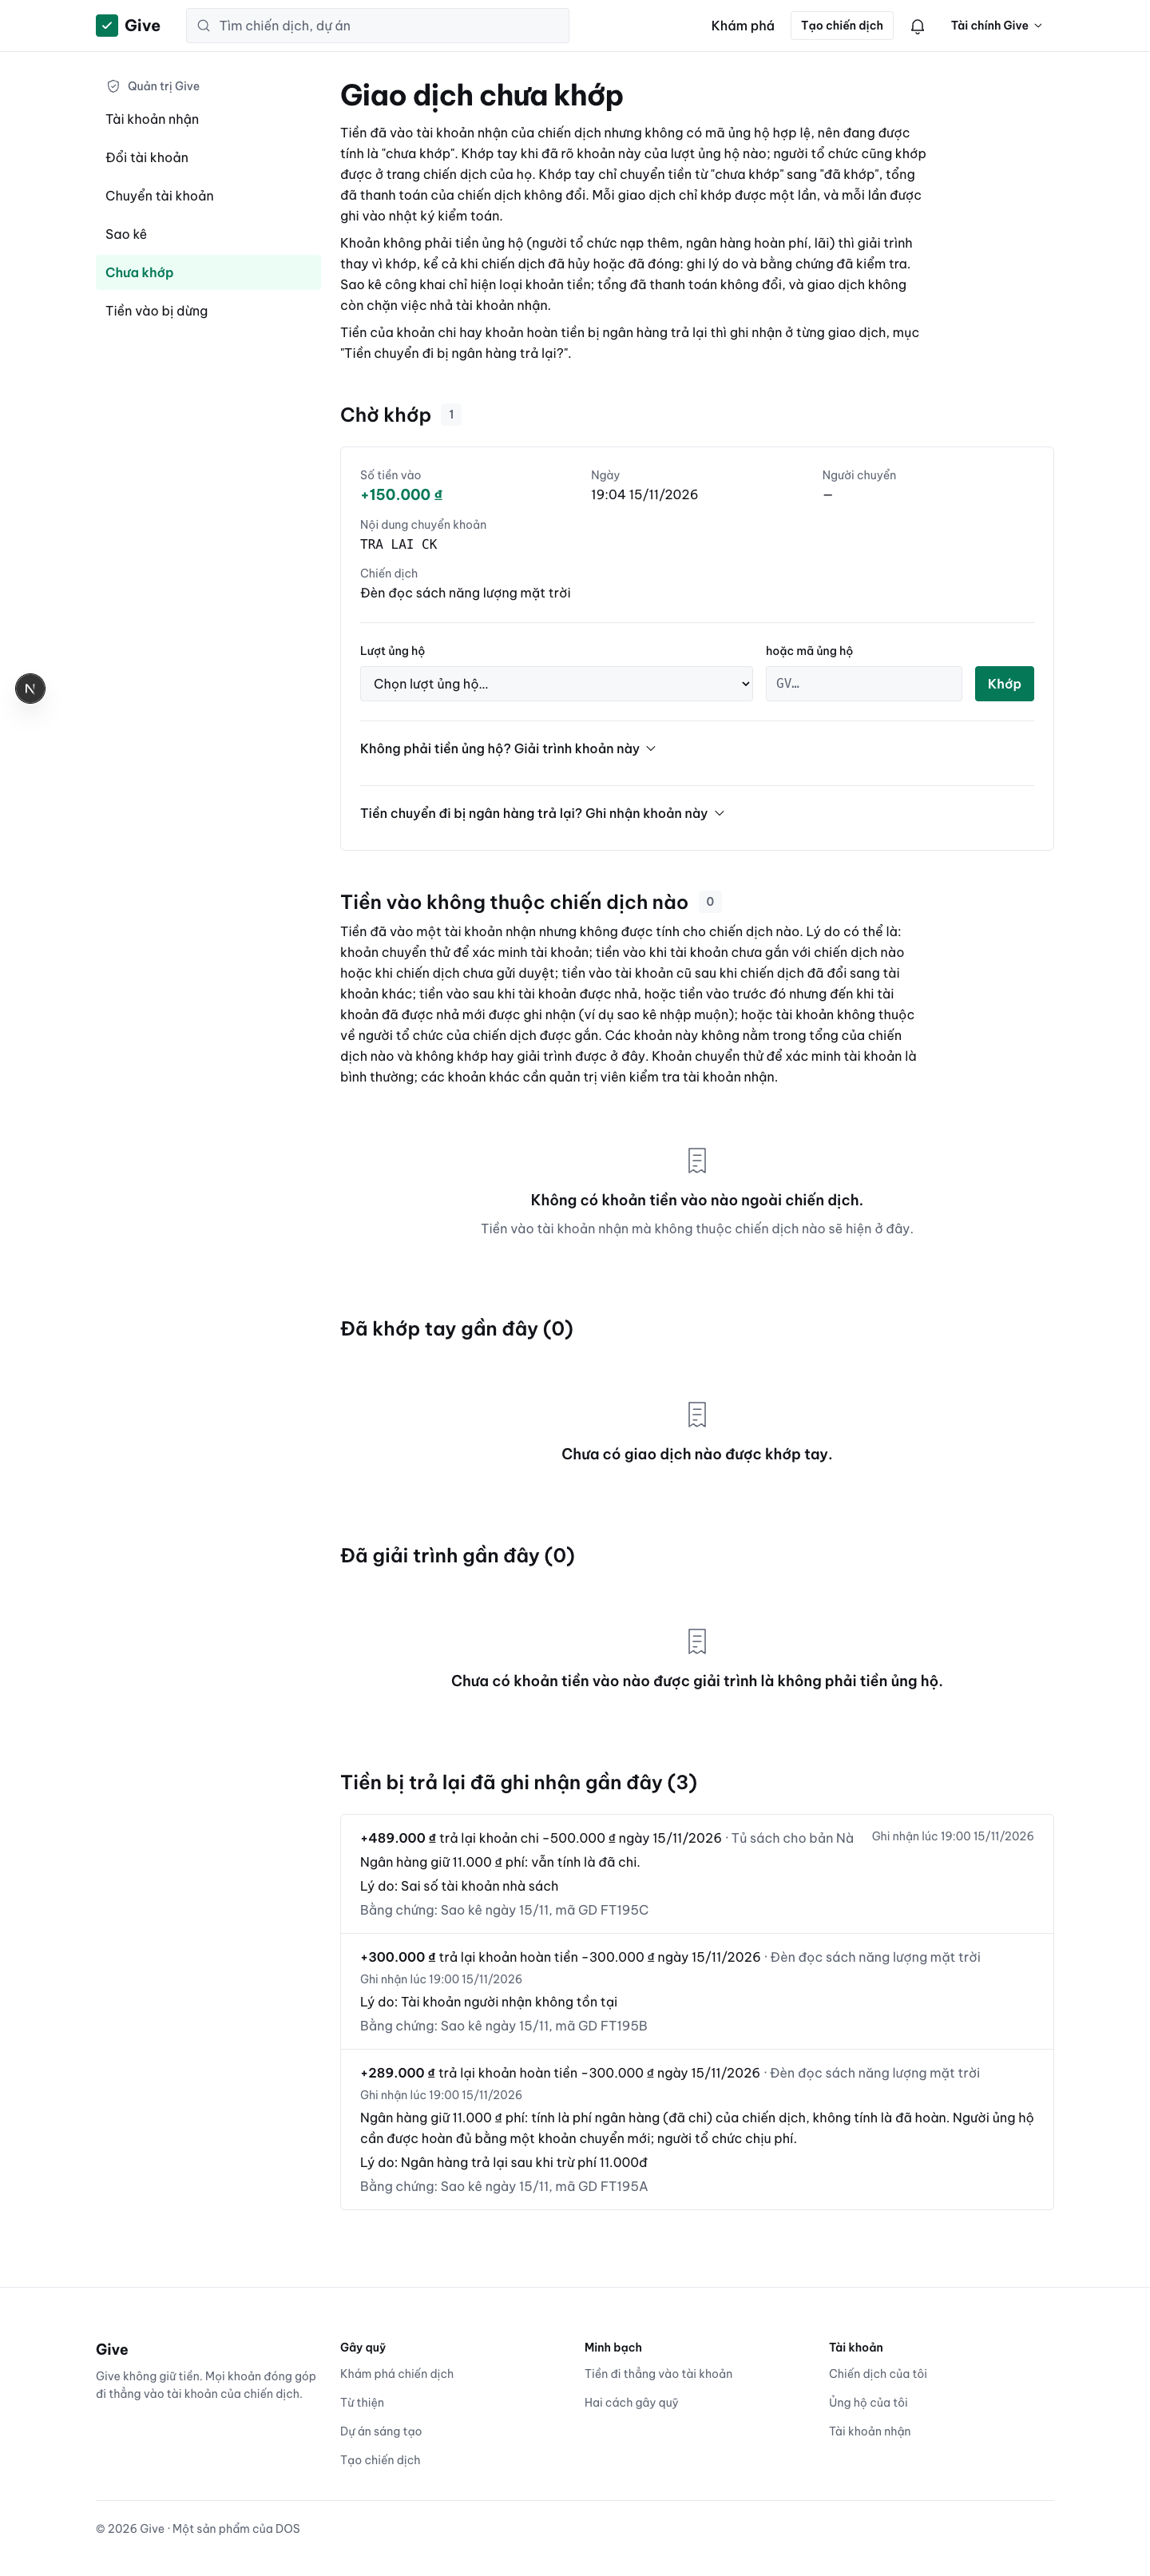 Give
Tìm chiến dịch, dự án
Khám phá
Tạo chiến dịch
Tài chính Give
Quản trị Give
Tài khoản nhận
Đổi tài khoản
Chuyển tài khoản
Sao kê
Chưa khớp
Tiền vào bị dừng
Giao dịch chưa khớp
Tiền đã vào tài khoản nhận của chiến dịch nhưng không có mã ủng hộ hợp lệ, nên đang được
tính là "chưa khớp". Khớp tay khi đã rõ khoản này của lượt ủng hộ nào; người tổ chức cũng khớp
được ở trang chiến dịch của họ. Khớp tay chỉ chuyển tiền từ "chưa khớp" sang "đã khớp", tổng
đã thanh toán của chiến dịch không đổi. Mỗi giao dịch chỉ khớp được một lần, và mỗi lần được
ghi vào nhật ký kiểm toán.
Khoản không phải tiền ủng hộ (người tổ chức nạp thêm, ngân hàng hoàn phí, lãi) thì giải trình
thay vì khớp, kể cả khi chiến dịch đã hủy hoặc đã đóng: ghi lý do và bằng chứng đã kiểm tra.
Sao kê công khai chỉ hiện loại khoản tiền; tổng đã thanh toán không đổi, và giao dịch không
còn chặn việc nhả tài khoản nhận.
Tiền của khoản chi hay khoản hoàn tiền bị ngân hàng trả lại thì ghi nhận ở từng giao dịch, mục
"Tiền chuyển đi bị ngân hàng trả lại?".
Chờ khớp 1
Số tiền vào
Ngày
Người chuyển
+150.000 ₫
19:04 15/11/2026
—
Nội dung chuyển khoản
TRA LAI CK
Chiến dịch
Đèn đọc sách năng lượng mặt trời
Lượt ủng hộ
hoặc mã ủng hộ
Chọn lượt ủng hộ...
GV…
Khớp
Không phải tiền ủng hộ? Giải trình khoản này
Tiền chuyển đi bị ngân hàng trả lại? Ghi nhận khoản này
Tiền vào không thuộc chiến dịch nào 0
Tiền đã vào một tài khoản nhận nhưng không được tính cho chiến dịch nào. Lý do có thể là:
khoản chuyển thử để xác minh tài khoản; tiền vào khi tài khoản chưa gắn với chiến dịch nào
hoặc khi chiến dịch chưa gửi duyệt; tiền vào tài khoản cũ sau khi chiến dịch đã đổi sang tài
khoản khác; tiền vào sau khi tài khoản được nhả, hoặc tiền vào trước đó nhưng đến khi tài
khoản đã được nhả mới được ghi nhận (ví dụ sao kê nhập muộn); hoặc tài khoản không thuộc
về người tổ chức của chiến dịch được gắn. Các khoản này không nằm trong tổng của chiến
dịch nào và không khớp hay giải trình được ở đây. Khoản chuyển thử để xác minh tài khoản là
bình thường; các khoản khác cần quản trị viên kiểm tra tài khoản nhận.
Không có khoản tiền vào nào ngoài chiến dịch.
Tiền vào tài khoản nhận mà không thuộc chiến dịch nào sẽ hiện ở đây.
Đã khớp tay gần đây (0)
Chưa có giao dịch nào được khớp tay.
Đã giải trình gần đây (0)
Chưa có khoản tiền vào nào được giải trình là không phải tiền ủng hộ.
Tiền bị trả lại đã ghi nhận gần đây (3)
+489.000 ₫ trả lại khoản chi -500.000 ₫ ngày 15/11/2026 · Tủ sách cho bản Nà
Ghi nhận lúc 19:00 15/11/2026
Ngân hàng giữ 11.000 ₫ phí: vẫn tính là đã chi.
Lý do: Sai số tài khoản nhà sách
Bằng chứng: Sao kê ngày 15/11, mã GD FT195C
+300.000 ₫ trả lại khoản hoàn tiền -300.000 ₫ ngày 15/11/2026 · Đèn đọc sách năng lượng mặt trời
Ghi nhận lúc 19:00 15/11/2026
Lý do: Tài khoản người nhận không tồn tại
Bằng chứng: Sao kê ngày 15/11, mã GD FT195B
+289.000 ₫ trả lại khoản hoàn tiền -300.000 ₫ ngày 15/11/2026 · Đèn đọc sách năng lượng mặt trời
Ghi nhận lúc 19:00 15/11/2026
Ngân hàng giữ 11.000 ₫ phí: tính là phí ngân hàng (đã chi) của chiến dịch, không tính là đã hoàn. Người ủng hộ
cần được hoàn đủ bằng một khoản chuyển mới; người tổ chức chịu phí.
Lý do: Ngân hàng trả lại sau khi trừ phí 11.000đ
Bằng chứng: Sao kê ngày 15/11, mã GD FT195A
Give
Give không giữ tiền. Mọi khoản đóng góp
đi thẳng vào tài khoản của chiến dịch.
Gây quỹ
Khám phá chiến dịch
Từ thiện
Dự án sáng tạo
Tạo chiến dịch
Minh bạch
Tiền đi thẳng vào tài khoản
Hai cách gây quỹ
Tài khoản
Chiến dịch của tôi
Ủng hộ của tôi
Tài khoản nhận
© 2026 Give · Một sản phẩm của DOS